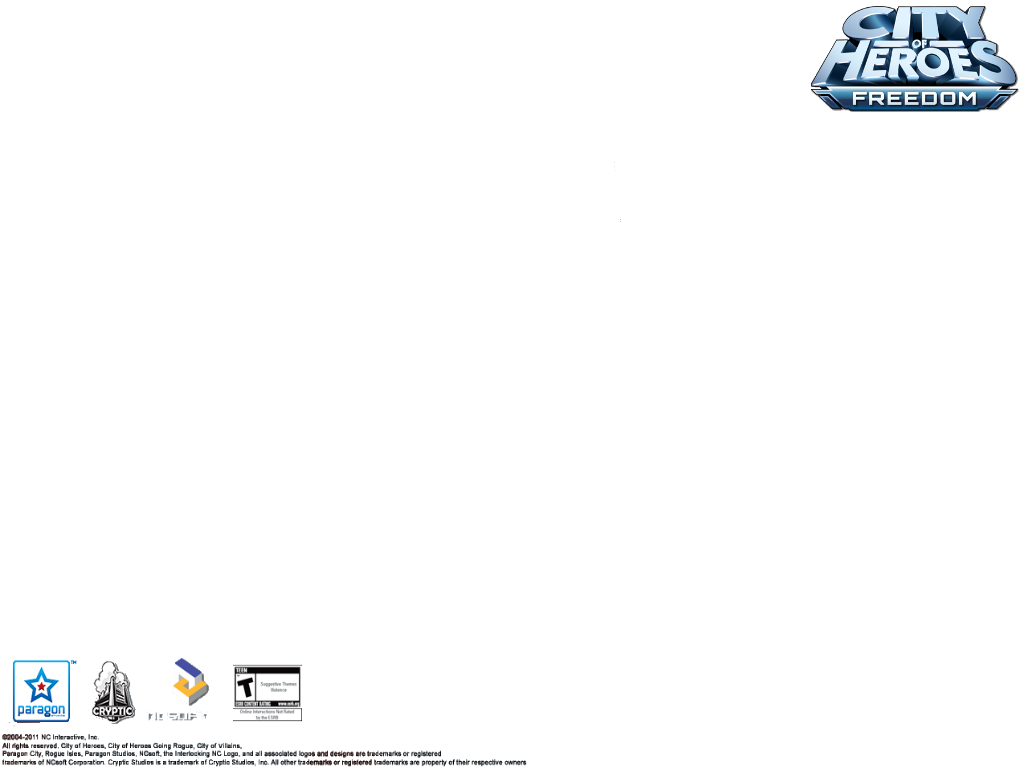 CITY
OF
HEROES
FREEDOM
TM
paragon
CRYPTIC
NCSOFT
TEEN
T
Suggestive Themes
Violence
ESRB CONTENT RATING www.esrb.org
Online Interactions Not Rated
by the ESRB
©2004-2011 NC Interactive, Inc.
All rights reserved. City of Heroes, City of Heroes Going Rogue, City of Villains,
Paragon City, Rogue Isles, Paragon Studios, NCsoft, the Interlocking NC Logo, and all associated logos and designs are trademarks or registered
trademarks of NCsoft Corporation. Cryptic Studios is a trademark of Cryptic Studios, Inc. All other trademarks or registered trademarks are property of their respective owners